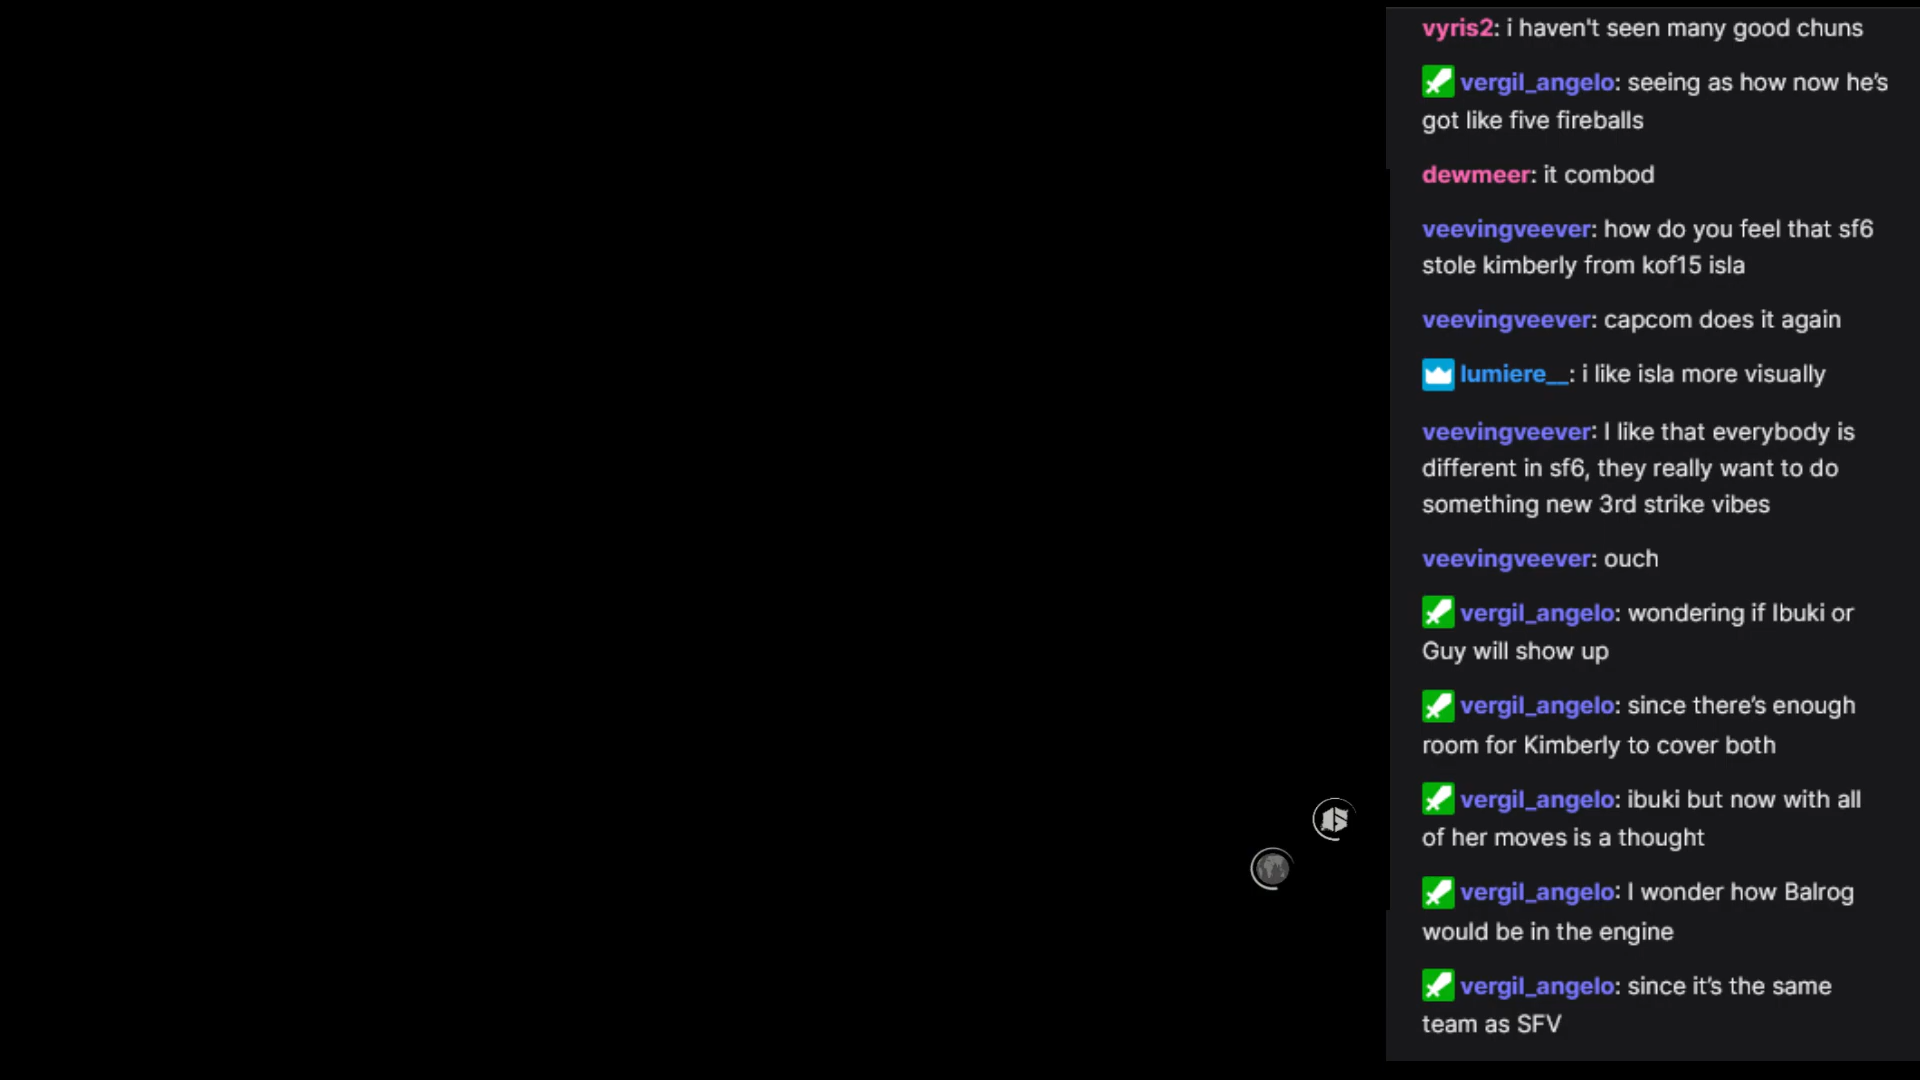 vyris2: i haven't seen many good chuns
vergil_angelo: seeing as how now he’s
got like five fireballs
dewmeer: it combod
veevingveever: how do you feel that sf6
stole kimberly from kof15 isla
veevingveever: capcom does it again
lumiere__: i like isla more visually
veevingveever: I like that everybody is
different in sf6, they really want to do
something new 3rd strike vibes
veevingveever: ouch
vergil_angelo: wondering if Ibuki or
Guy will show up
vergil_angelo: since there’s enough
room for Kimberly to cover both
vergil_angelo: ibuki but now with all
of her moves is a thought
vergil_angelo: I wonder how Balrog
would be in the engine
vergil_angelo: since it’s the same
team as SFV